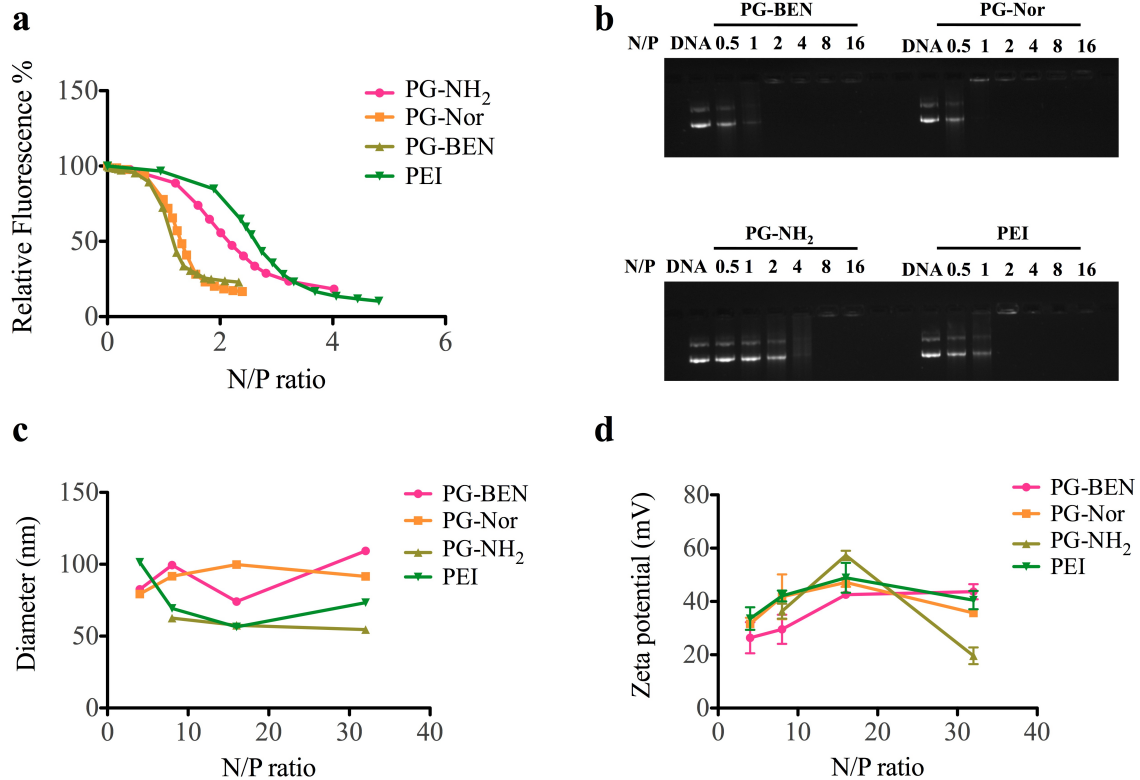 a
Relative Fluorescence %
150
100
50
0
0 2 4 6
N/P ratio
PG-NH2
PG-Nor
PG-BEN
PEI
b
PG-BEN PG-Nor
N/P DNA 0.5 1 2 4 8 16 DNA 0.5 1 2 4 8 16
PG-NH2 PEI
N/P DNA 0.5 1 2 4 8 16 DNA 0.5 1 2 4 8 16
c
Diameter (nm)
150
100
50
0
0 10 20 30 40
N/P ratio
PG-BEN
PG-Nor
PG-NH2
PEI
d
Zeta potential (mV)
80
60
40
20
0
0 10 20 30 40
N/P ratio
PG-BEN
PG-Nor
PG-NH2
PEI